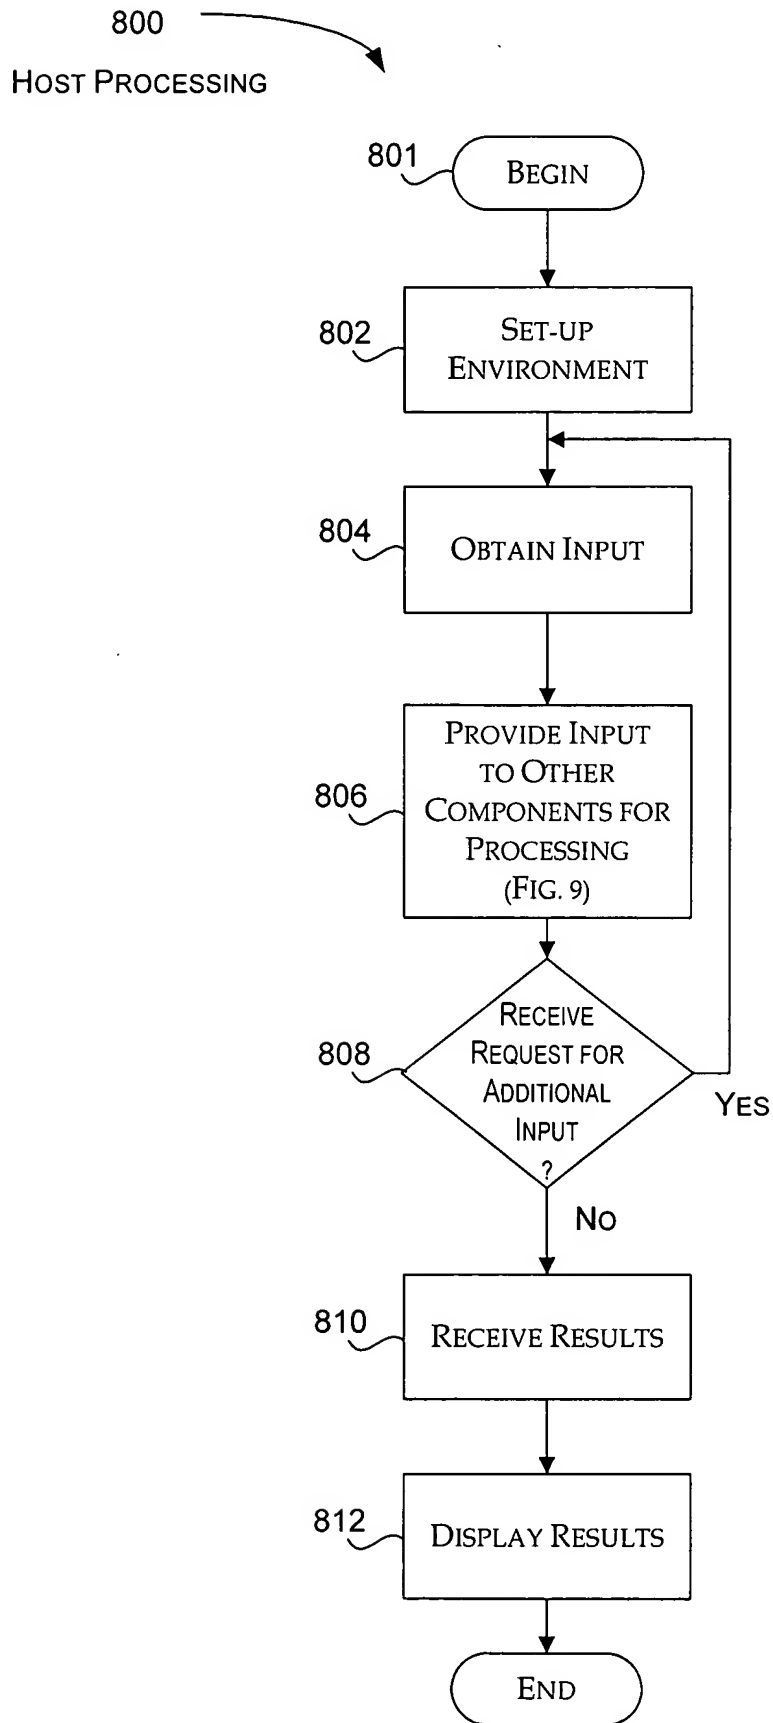 800
HOST PROCESSING
801
BEGIN
802
SET-UP
ENVIRONMENT
804
OBTAIN INPUT
806
PROVIDE INPUT
TO OTHER
COMPONENTS FOR
PROCESSING
(FIG. 9)
808
RECEIVE
REQUEST FOR
ADDITIONAL
INPUT
?
YES
NO
810
RECEIVE RESULTS
812
DISPLAY RESULTS
END